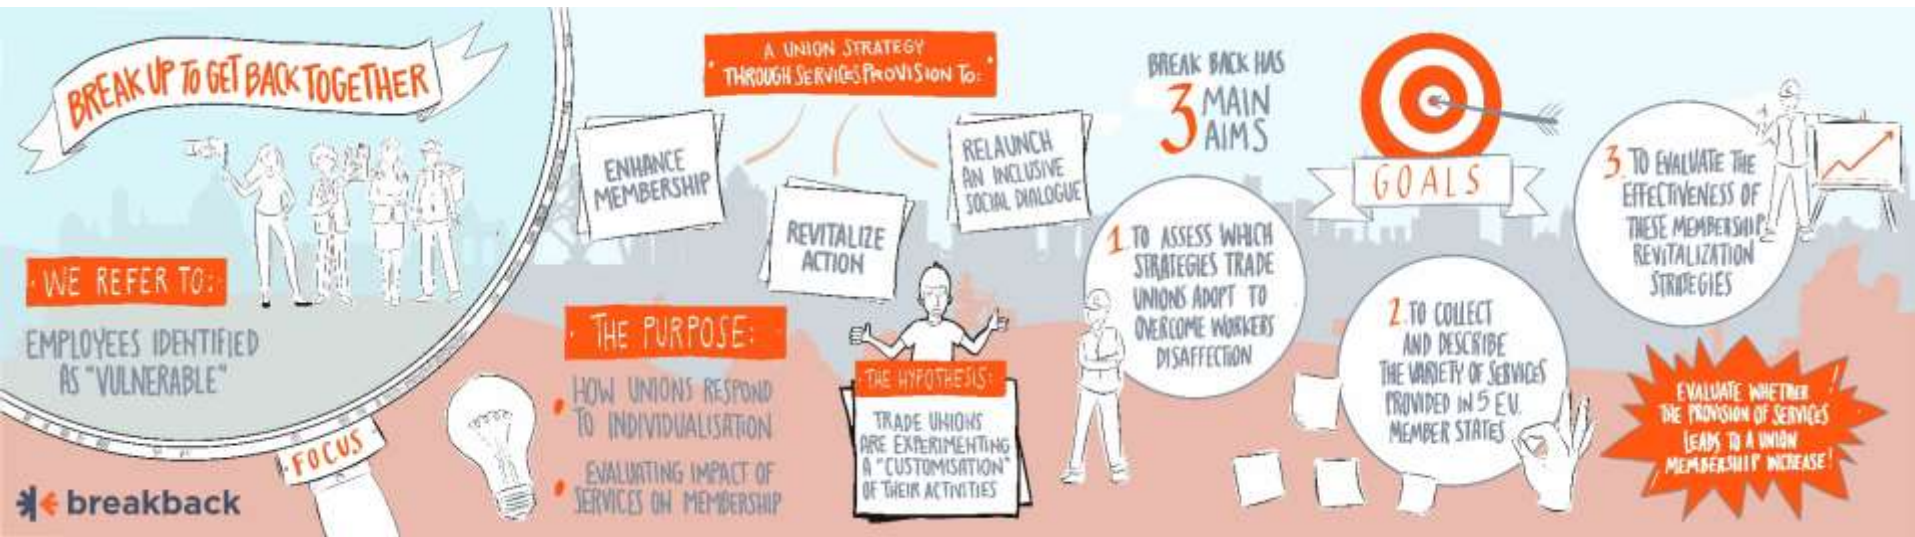 BREAK UP TO GET BACK TOGETHER
WE REFER TO:
EMPLOYEES IDENTIFIED
AS "VULNERABLE"
FOCUS
breakback
A UNION STRATEGY
THROUGH SERVICES PROVISION TO:
ENHANCE
MEMBERSHIP
REVITALIZE
ACTION
RELAUNCH
AN INCLUSIVE
SOCIAL DIALOGUE
THE PURPOSE:
HOW UNIONS RESPOND
TO INDIVIDUALISATION
EVALUATING IMPACT OF
SERVICES ON MEMBERSHIP
THE HYPOTHESIS:
TRADE UNIONS
ARE EXPERIMENTING
A "CUSTOMISATION"
OF THEIR ACTIVITIES
BREAK BACK HAS
3 MAIN
AIMS
GOALS
1 TO ASSESS WHICH
STRATEGIES TRADE
UNIONS ADOPT TO
OVERCOME WORKERS
DISAFFECTION
2. TO COLLECT
AND DESCRIBE
THE VARIETY OF SERVICES
PROVIDED IN 5 EU.
MEMBER STATES
3. TO EVALUATE THE
EFFECTIVENESS OF
THESE MEMBERSHIP
REVITALIZATION
STRATEGIES
EVALUATE WHETHER
THE PROVISION OF SERVICES
LEADS TO A UNION
MEMBERSHIP INCREASE!